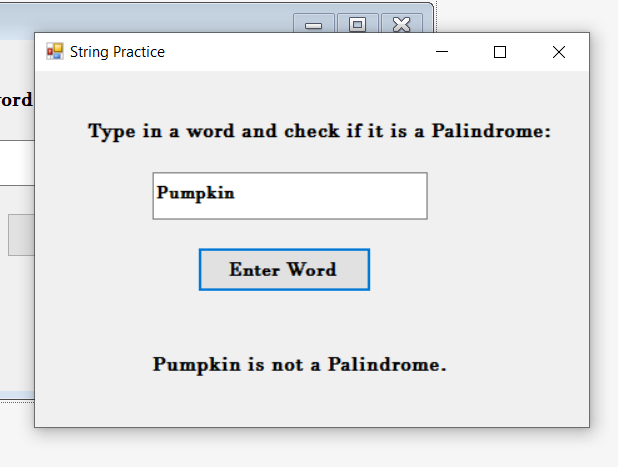 String Practice
ord
Type in a word and check if it is a Palindrome:
Pumpkin
Enter Word
Pumpkin is not a Palindrome.